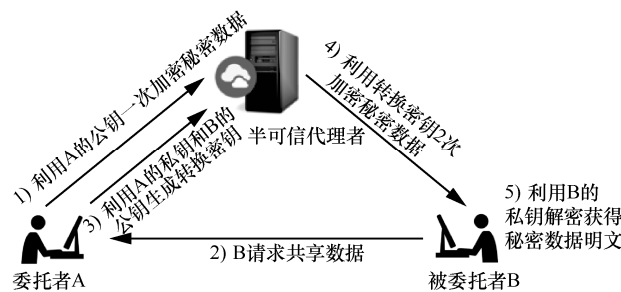 1) 利用A的公钥一次加密秘密数据
半可信代理者
4) 利用转换密钥2次
加密秘密数据
3) 利用A的私钥和B的
公钥生成转换密钥
2) B请求共享数据
5) 利用B的
私钥解密获得
秘密数据明文
委托者A
被委托者B